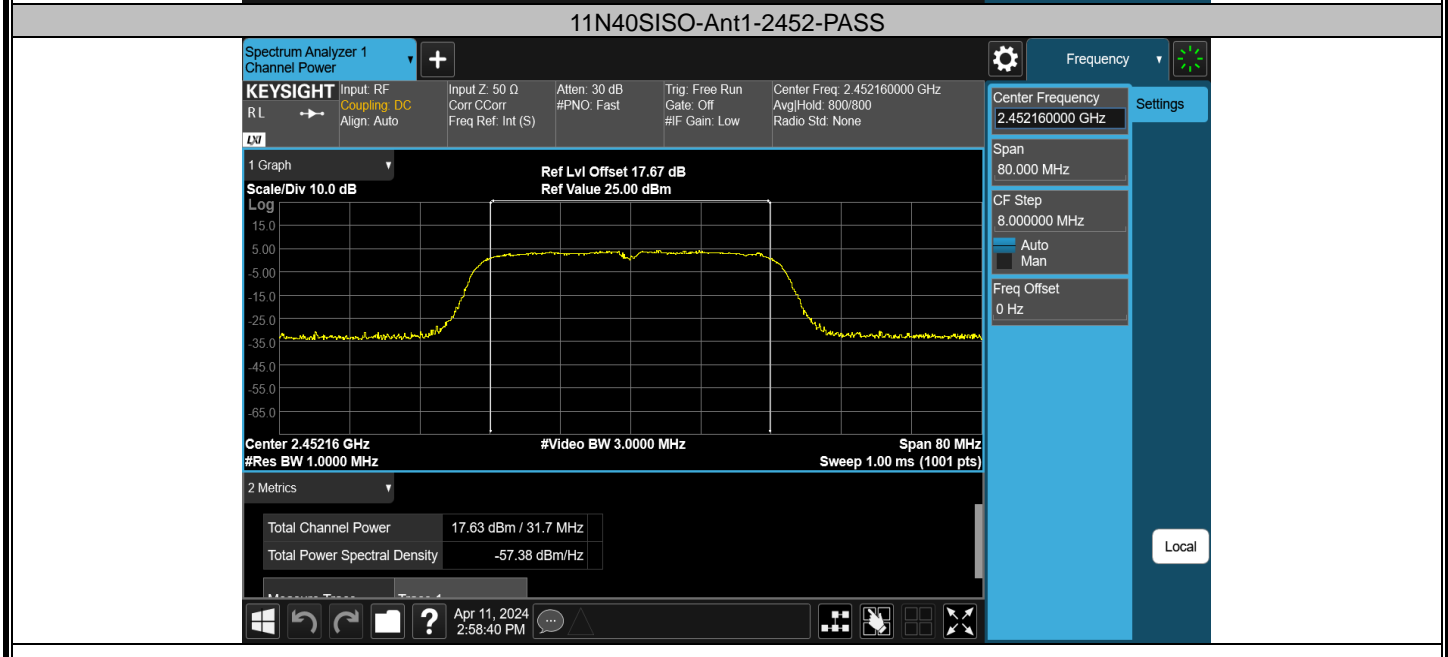 11N40SISO-Ant1-2452-PASS
Spectrum Analyzer 1
Channel Power
+
Frequency
KEYSIGHT
R L
LXI
Input: RF
Coupling: DC
Align: Auto
Input Z: 50 Ω
Corr CCorr
Freq Ref: Int (S)
Atten: 30 dB
#PNO: Fast
Trig: Free Run
Gate: Off
#IF Gain: Low
Center Freq: 2.452160000 GHz
Avg|Hold: 800/800
Radio Std: None
Center Frequency
2.452160000 GHz
Settings
Span
80.000 MHz
CF Step
8.000000 MHz
Auto
Man
Freq Offset
0 Hz
1 Graph
Scale/Div 10.0 dB
Ref Lvl Offset 17.67 dB
Ref Value 25.00 dBm
Log
15.0
5.00
-5.00
-15.0
-25.0
-35.0
-45.0
-55.0
-65.0
Center 2.45216 GHz
#Video BW 3.0000 MHz
Span 80 MHz
#Res BW 1.0000 MHz
Sweep 1.00 ms (1001 pts)
2 Metrics
Total Channel Power 17.63 dBm / 31.7 MHz
Total Power Spectral Density -57.38 dBm/Hz
Measure Trace Trace 1
Local
?
Apr 11, 2024
2:58:40 PM